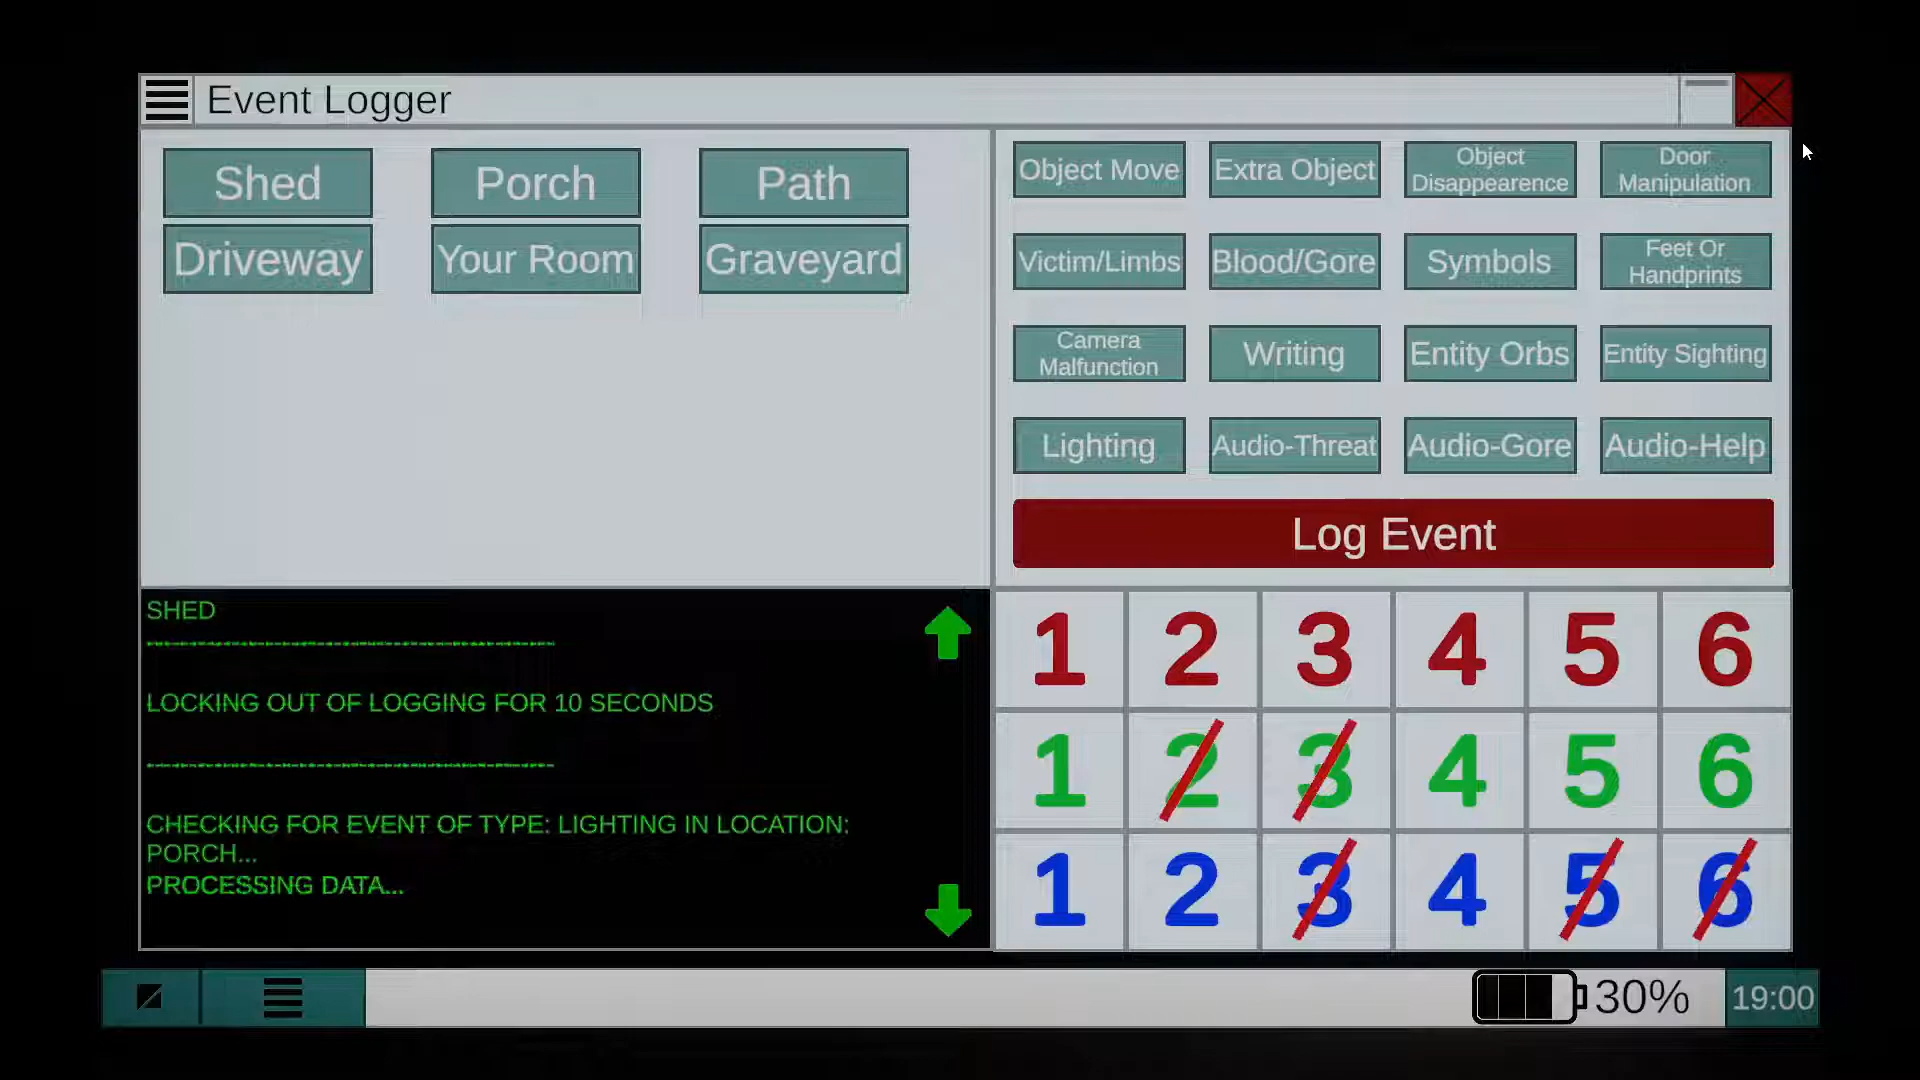 Event Logger
Shed
Porch
Path
Driveway
Your Room
Graveyard
Object Move
Extra Object
Object
Disappearence
Door
Manipulation
Victim/Limbs
Blood/Gore
Symbols
Feet Or
Handprints
Camera
Malfunction
Writing
Entity Orbs
Entity Sighting
Lighting
Audio-Threat
Audio-Gore
Audio-Help
Log Event
SHED
LOCKING OUT OF LOGGING FOR 10 SECONDS
CHECKING FOR EVENT OF TYPE: LIGHTING IN LOCATION:
PORCH...
PROCESSING DATA...
1 2 3 4 5 6
1 2 3 4 5 6
1 2 3 4 5 6
30%
19:00